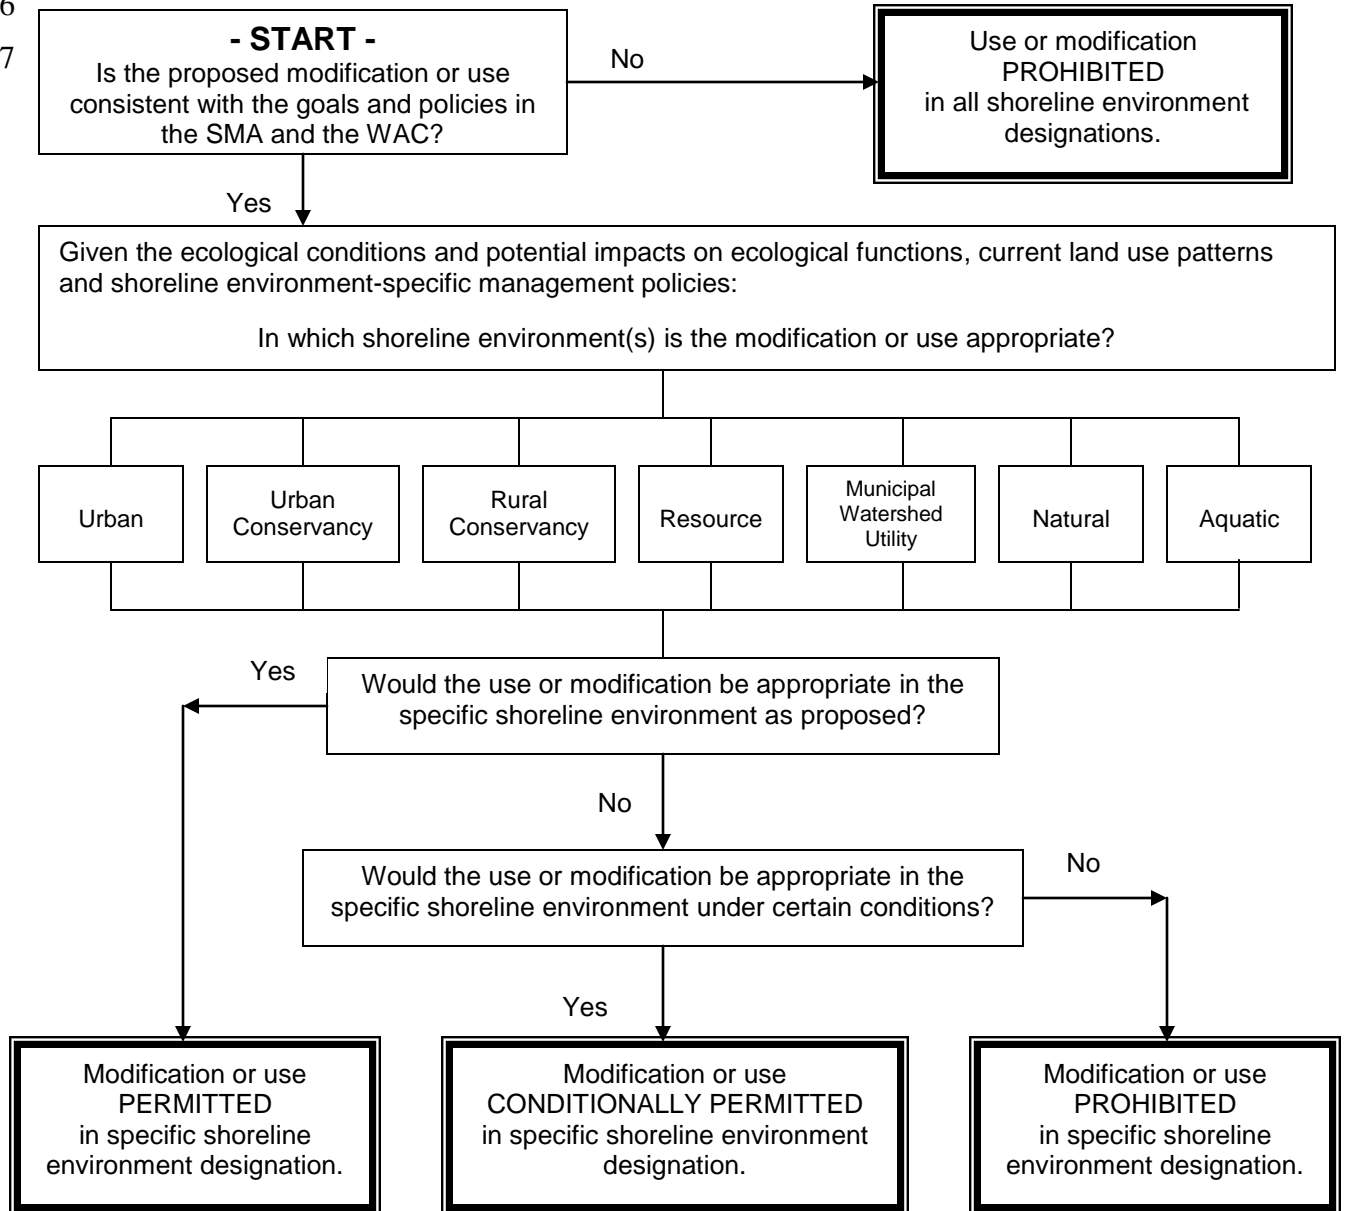 6
7
- START -
Is the proposed modification or use
consistent with the goals and policies in
the SMA and the WAC?
No
Use or modification
PROHIBITED
in all shoreline environment
designations.
Yes
Given the ecological conditions and potential impacts on ecological functions, current land use patterns
and shoreline environment-specific management policies:
In which shoreline environment(s) is the modification or use appropriate?
Urban
Urban
Conservancy
Rural
Conservancy
Resource
Municipal
Watershed
Utility
Natural
Aquatic
Yes
Would the use or modification be appropriate in the
specific shoreline environment as proposed?
No
Would the use or modification be appropriate in the
specific shoreline environment under certain conditions?
No
Yes
Modification or use
PERMITTED
in specific shoreline
environment designation.
Modification or use
CONDITIONALLY PERMITTED
in specific shoreline environment
designation.
Modification or use
PROHIBITED
in specific shoreline
environment designation.